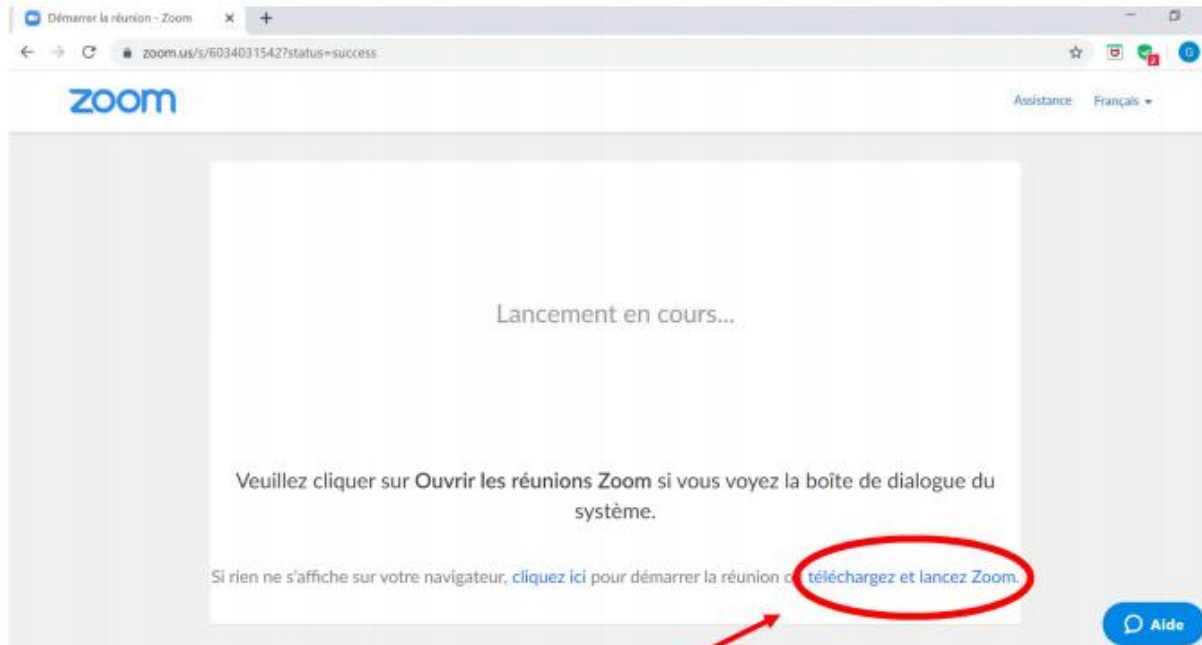 Démarrer la réunion - Zoom
zoom.us/s/6034031542?status=success
zoom
Assistance Français
Lancement en cours...
Veuillez cliquer sur Ouvrir les réunions Zoom si vous voyez la boîte de dialogue du
système.
Si rien ne s'affiche sur votre navigateur, cliquez ici pour démarrer la réunion téléchargez et lancez Zoom.
Aide